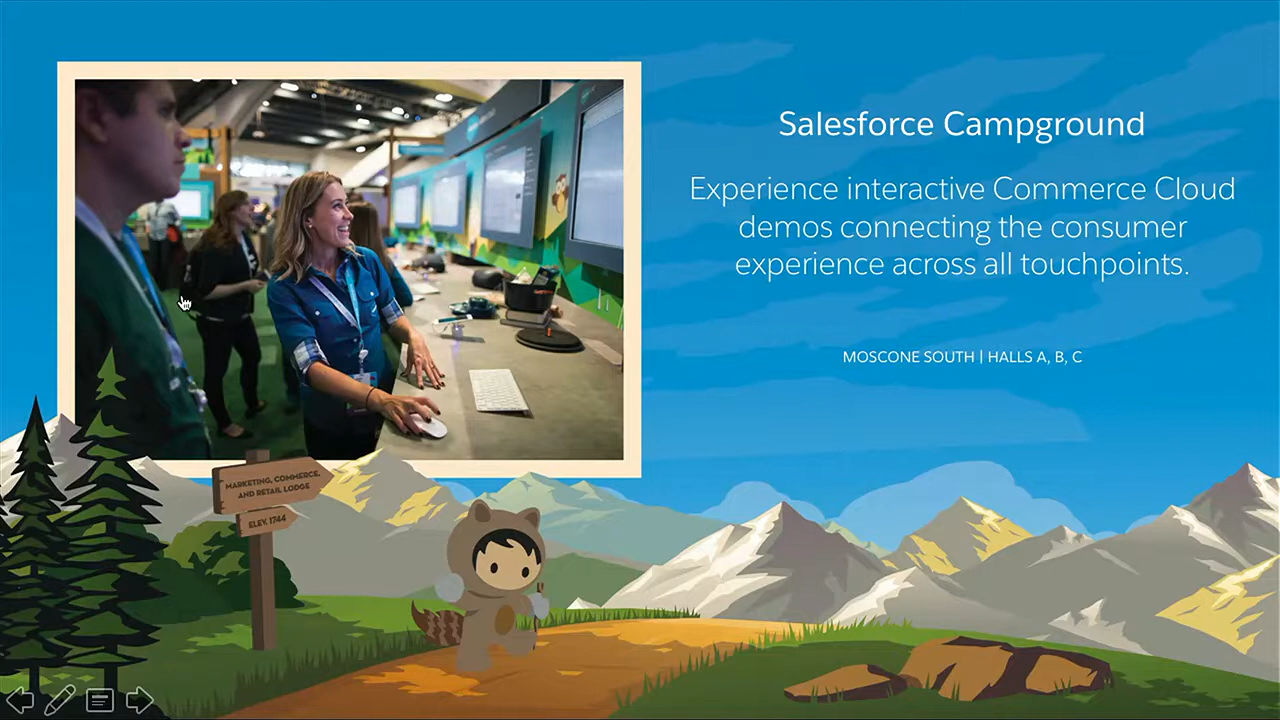 Salesforce Campground
Experience interactive Commerce Cloud
demos connecting the consumer
experience across all touchpoints.
MOSCONE SOUTH | HALLS A, B, C
MARKETING, COMMERCE,
AND RETAIL LODGE
ELEV. 1744